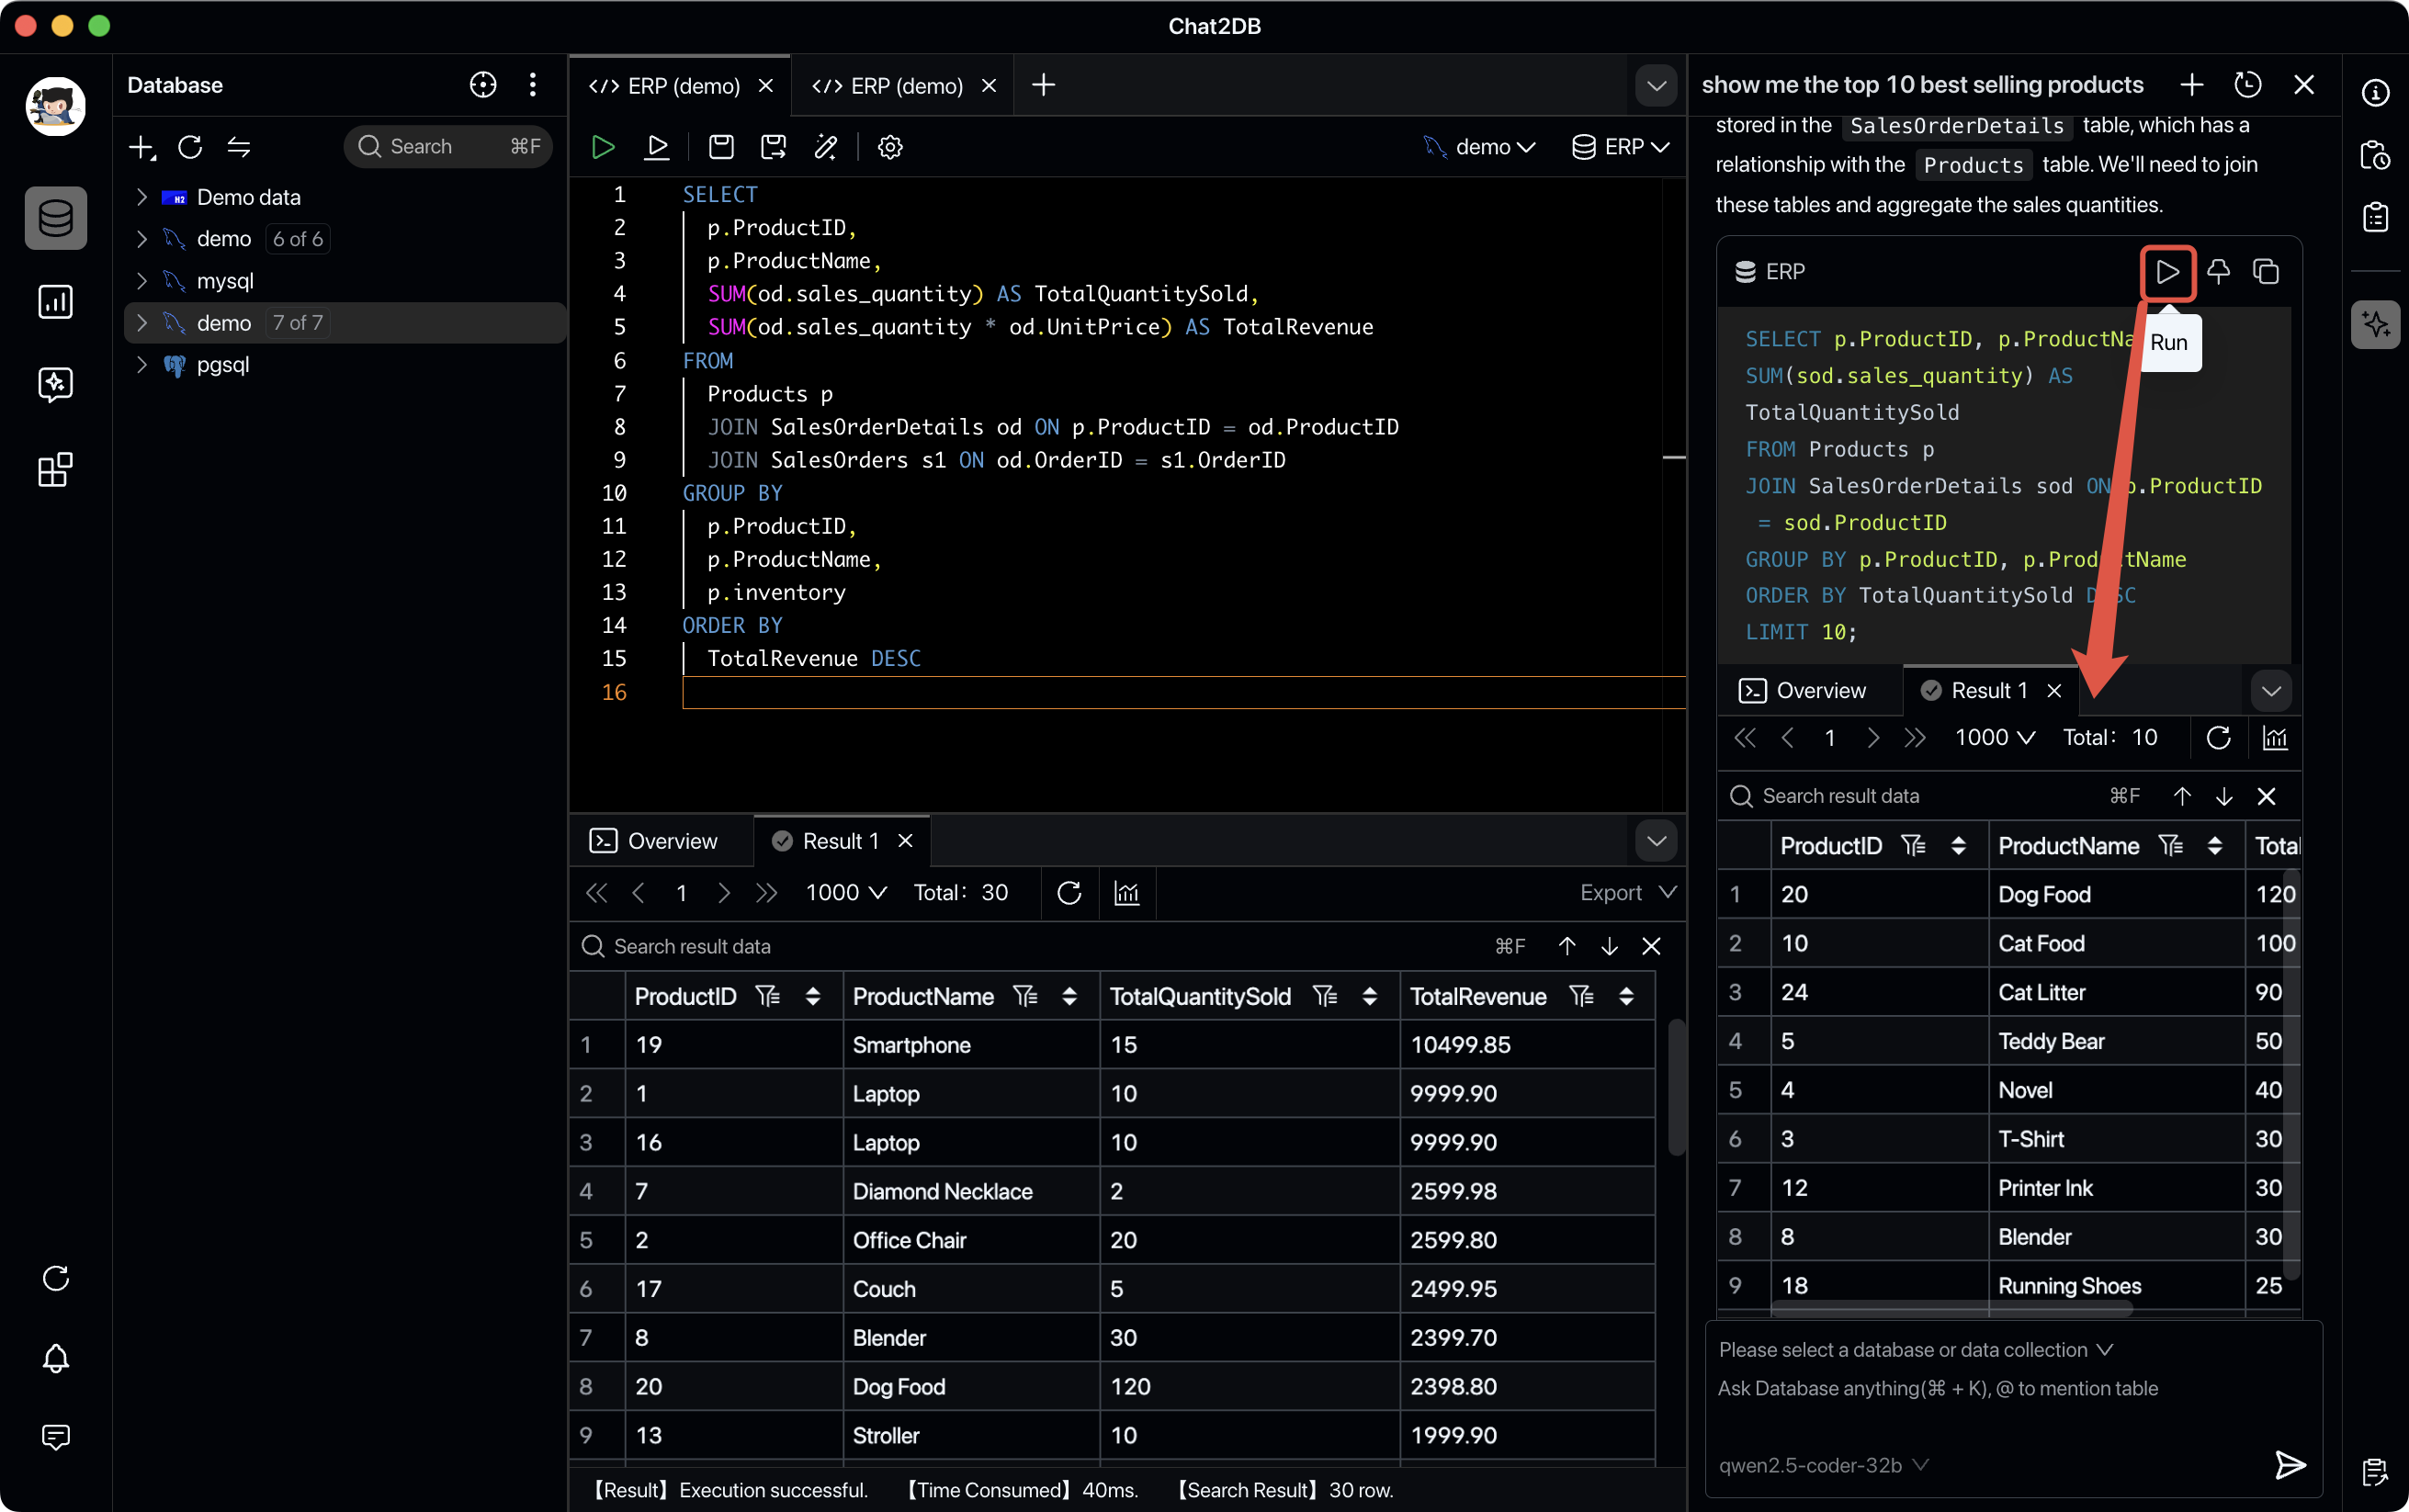 Chat2DB
Database
Search ⌘F
Demo data
demo 6 of 6
mysql
demo 7 of 7
pgsql
</> ERP (demo)
</> ERP (demo)
demo
ERP
1 SELECT
2 p.ProductID,
3 p.ProductName,
4 SUM(od.sales_quantity) AS TotalQuantitySold,
5 SUM(od.sales_quantity * od.UnitPrice) AS TotalRevenue
6 FROM
7 Products p
8 JOIN SalesOrderDetails od ON p.ProductID = od.ProductID
9 JOIN SalesOrders s1 ON od.OrderID = s1.OrderID
10 GROUP BY
11 p.ProductID,
12 p.ProductName,
13 p.inventory
14 ORDER BY
15 TotalRevenue DESC
16
Overview
Result 1
1 1000 Total: 30
Export
Search result data ⌘F
ProductID ProductName TotalQuantitySold TotalRevenue
1 19 Smartphone 15 10499.85
2 1 Laptop 10 9999.90
3 16 Laptop 10 9999.90
4 7 Diamond Necklace 2 2599.98
5 2 Office Chair 20 2599.80
6 17 Couch 5 2499.95
7 8 Blender 30 2399.70
8 20 Dog Food 120 2398.80
9 13 Stroller 10 1999.90
【Result】Execution successful. 【Time Consumed】40ms. 【Search Result】30 row.
show me the top 10 best selling products
stored in the SalesOrderDetails table, which has a
relationship with the Products table. We'll need to join
these tables and aggregate the sales quantities.
ERP
Run
SELECT p.ProductID, p.ProductNa
SUM(sod.sales_quantity) AS
TotalQuantitySold
FROM Products p
JOIN SalesOrderDetails sod ON p.ProductID
= sod.ProductID
GROUP BY p.ProductID, p.ProductName
ORDER BY TotalQuantitySold DESC
LIMIT 10;
Overview
Result 1
1 1000 Total: 10
Search result data ⌘F
ProductID ProductName Total
1 20 Dog Food 120
2 10 Cat Food 100
3 24 Cat Litter 90
4 5 Teddy Bear 50
5 4 Novel 40
6 3 T-Shirt 30
7 12 Printer Ink 30
8 8 Blender 30
9 18 Running Shoes 25
Please select a database or data collection
Ask Database anything(⌘ + K), @ to mention table
qwen2.5-coder-32b